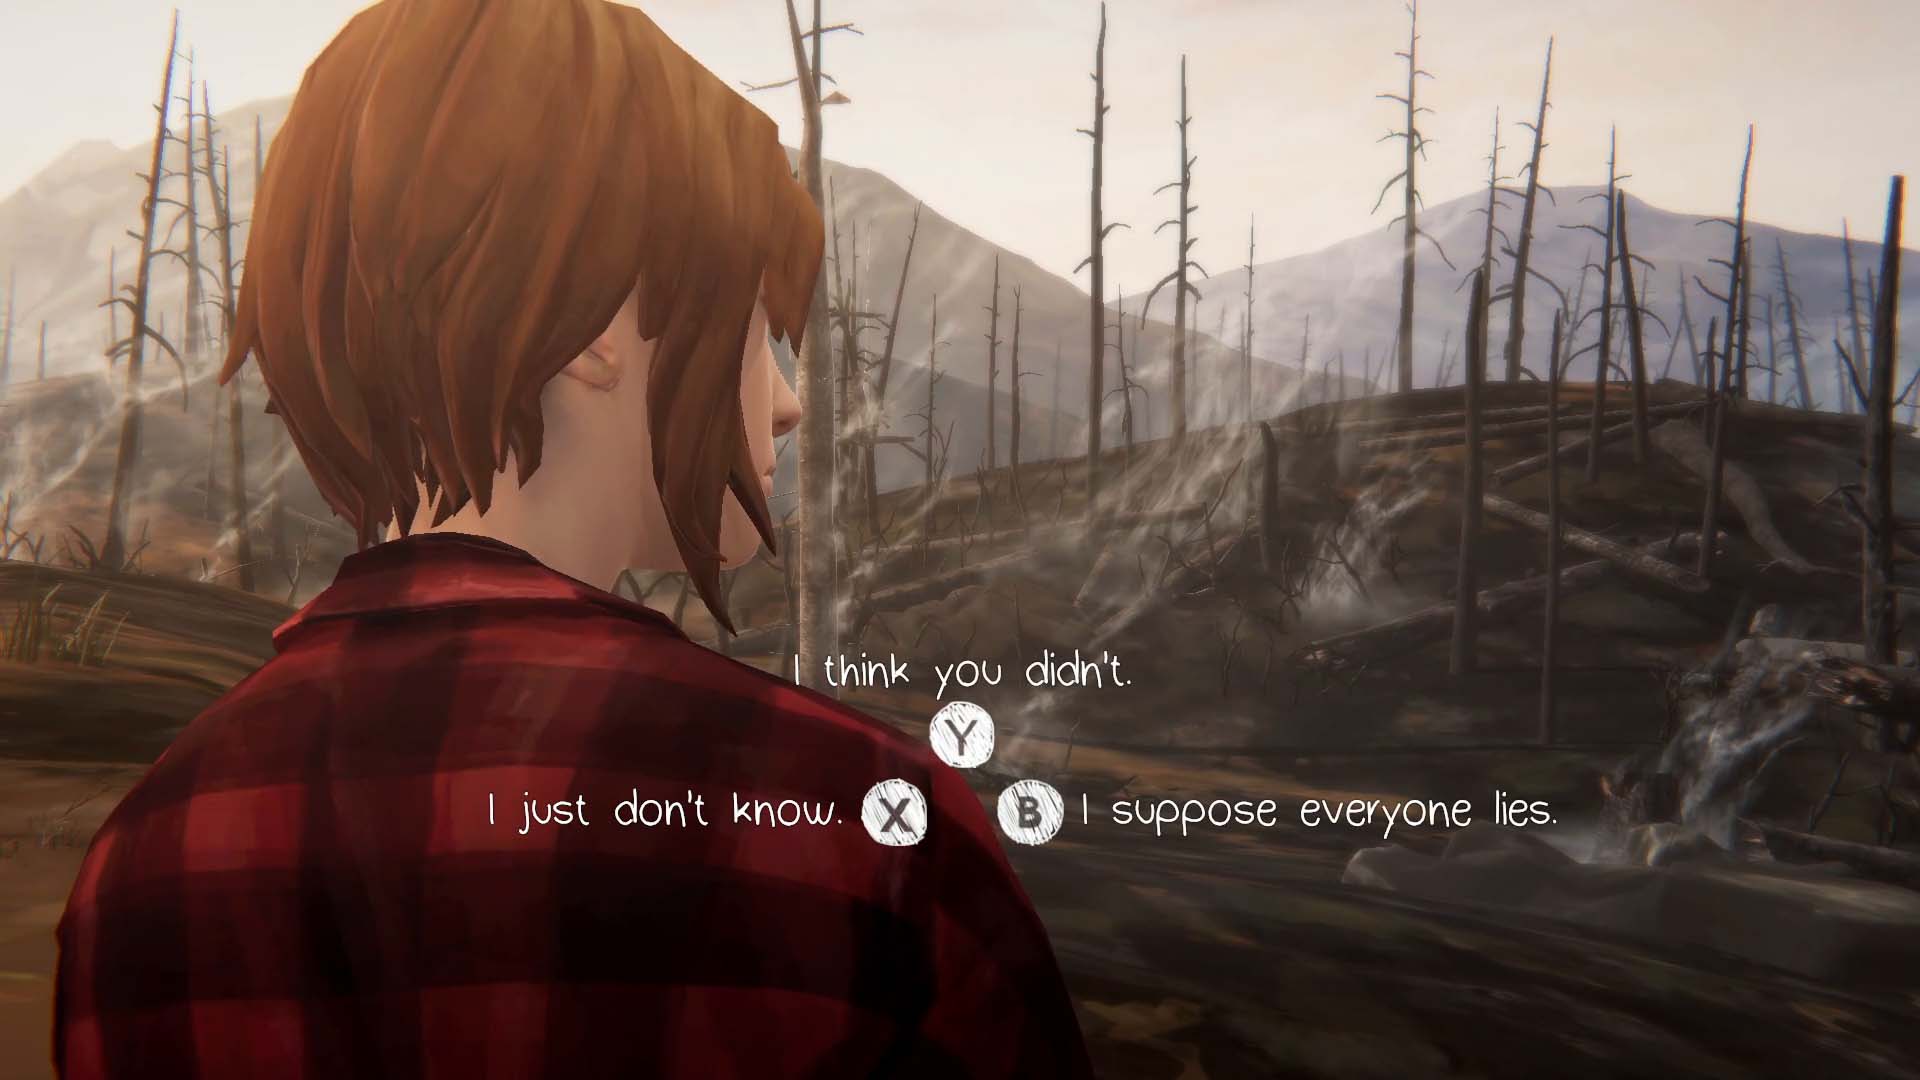 I think you didn't.
Y
I just don't know. X B I suppose everyone lies.